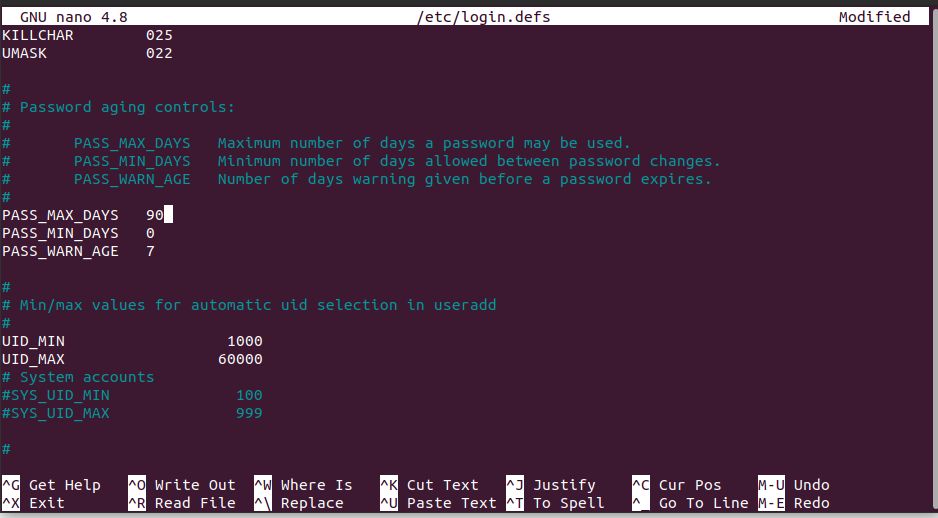 GNU nano 4.8 /etc/login.defs Modified
KILLCHAR 025
UMASK 022
#
# Password aging controls:
#
# PASS_MAX_DAYS Maximum number of days a password may be used.
# PASS_MIN_DAYS Minimum number of days allowed between password changes.
# PASS_WARN_AGE Number of days warning given before a password expires.
#
PASS_MAX_DAYS 90
PASS_MIN_DAYS 0
PASS_WARN_AGE 7
#
# Min/max values for automatic uid selection in useradd
#
UID_MIN 1000
UID_MAX 60000
# System accounts
#SYS_UID_MIN 100
#SYS_UID_MAX 999
#
^G Get Help ^O Write Out ^W Where Is ^K Cut Text ^J Justify ^C Cur Pos M-U Undo
^X Exit ^R Read File ^\ Replace ^U Paste Text ^T To Spell ^_ Go To Line M-E Redo